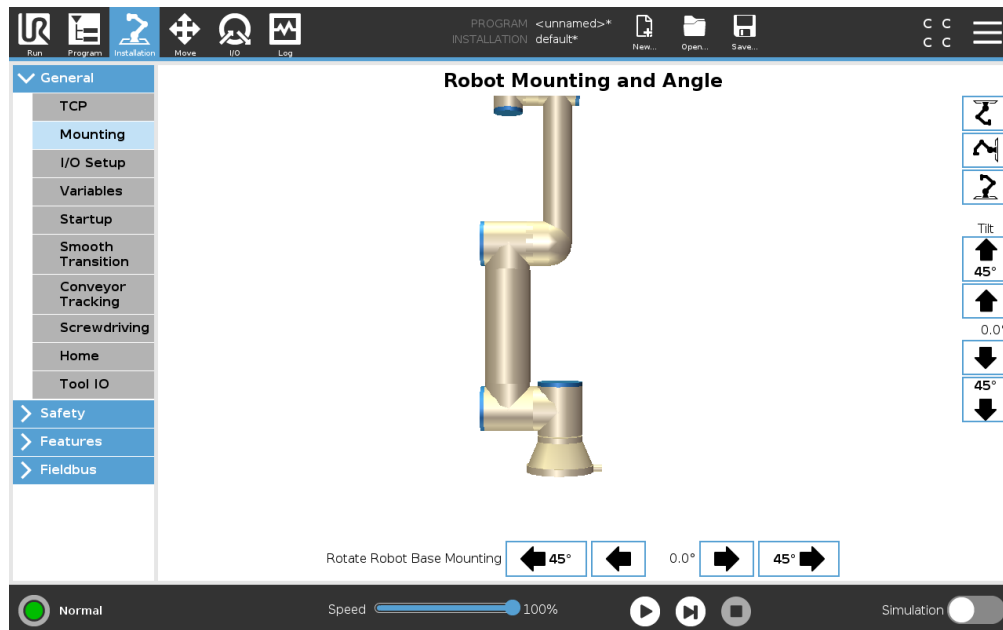 PROGRAM <unnamed>*
INSTALLATION default*
Run
Program
Installation
Move
I/O
Log
New...
Open...
Save...
C C
C C
General
TCP
Mounting
I/O Setup
Variables
Startup
Smooth
Transition
Conveyor
Tracking
Screwdriving
Home
Tool IO
Safety
Features
Fieldbus
Robot Mounting and Angle
Tilt
45°
0.0°
45°
Rotate Robot Base Mounting
45°
0.0°
45°
Normal
Speed
100%
Simulation